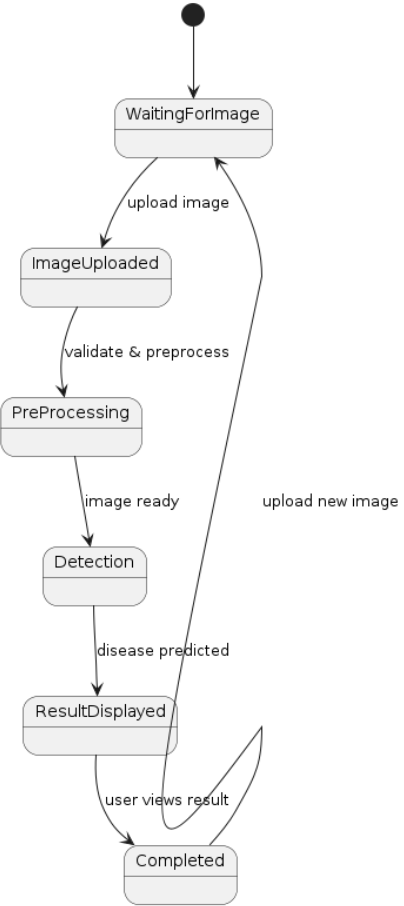 WaitingForImage
upload image
ImageUploaded
validate & preprocess
PreProcessing
image ready
upload new image
Detection
disease predicted
ResultDisplayed
user views result
Completed